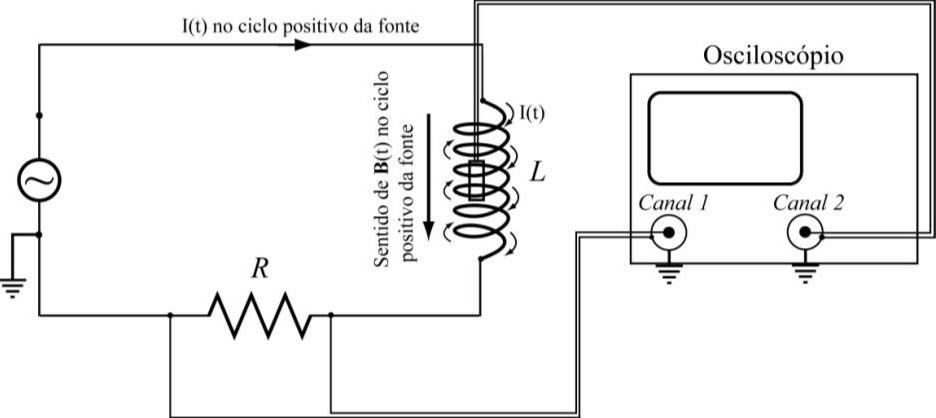 I(t) no ciclo positivo da fonte
Osciloscópio
Sentido de B(t) no ciclo
positivo da fonte
I(t)
L
Canal 1
Canal 2
R